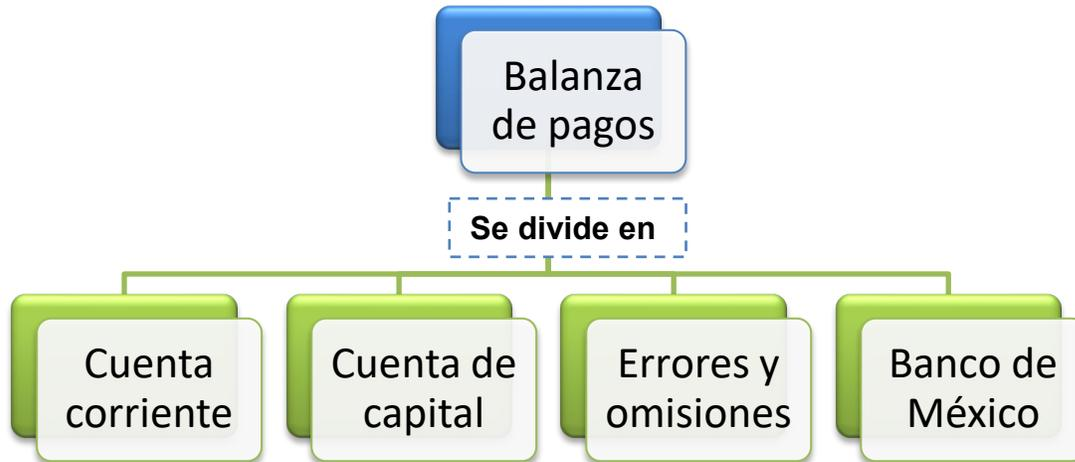 Balanza
de pagos
Se divide en
Cuenta
corriente
Cuenta de
capital
Errores y
omisiones
Banco de
México